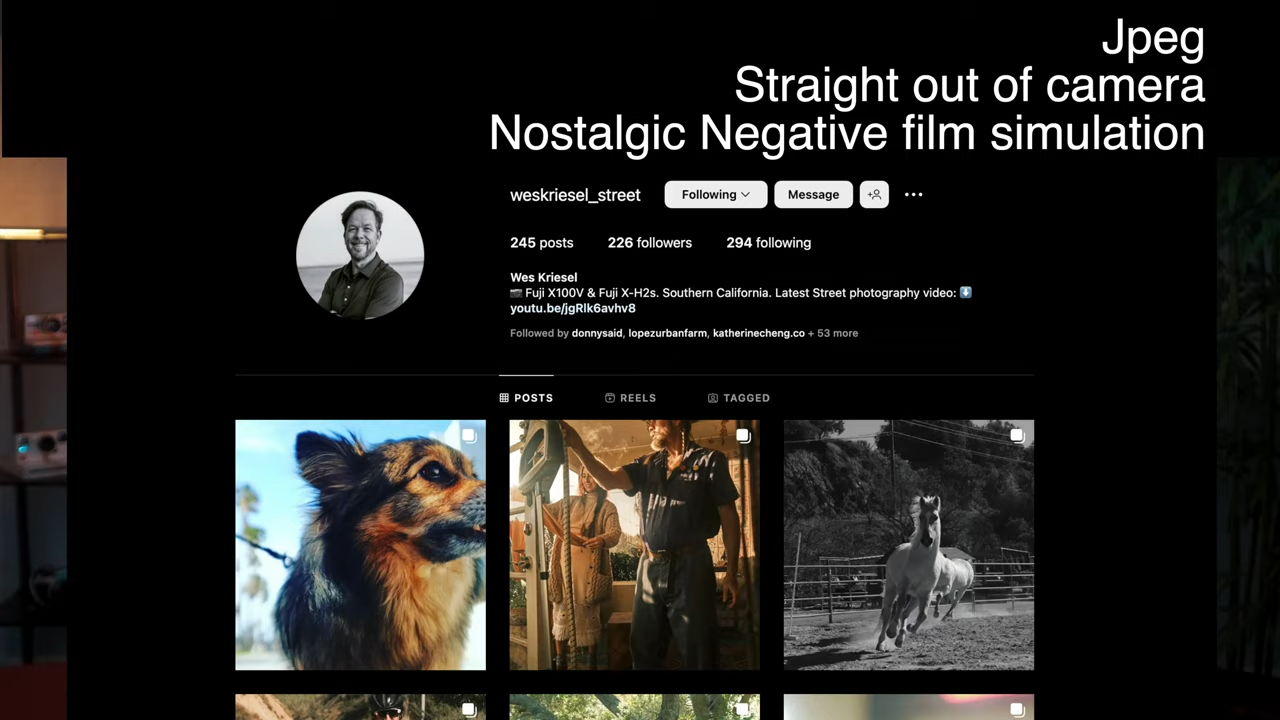 Jpeg
Straight out of camera
Nostalgic Negative film simulation
weskriesel_street Following Message
245 posts 226 followers 294 following
Wes Kriesel
📷 Fuji X100V & Fuji X-H2s. Southern California. Latest Street photography video: ⬇️
youtu.be/jgRlk6avhv8
Followed by donnysaid, lopezurbanfarm, katherinecheng.co + 53 more
POSTS REELS TAGGED